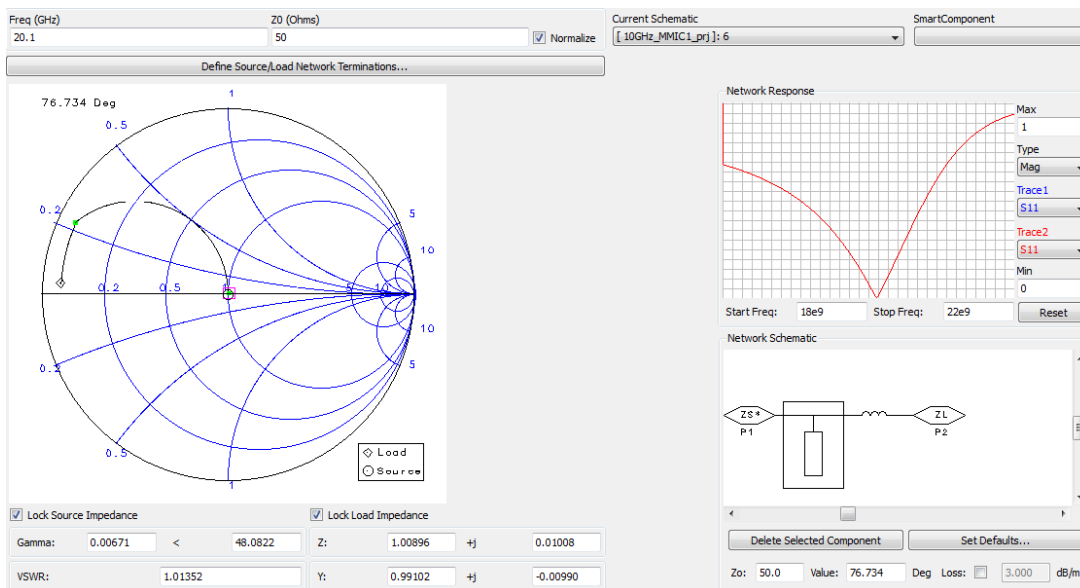 Freq (GHz)
20.1
Z0 (Ohms)
50
Normalize
Current Schematic
[ 10GHz_MMIC1_prj ]: 6
SmartComponent
Define Source/Load Network Terminations...
76.734 Deg
1
0.5
0.5
0.2
5
10
0.2
0.5
5
10
10
0.2
5
0.5
1
Load
Source
Network Response
Max
1
Type
Mag
Trace1
S11
Trace2
S11
Min
0
Start Freq:
18e9
Stop Freq:
22e9
Reset
Network Schematic
ZS*
P1
ZL
P2
Lock Source Impedance
Lock Load Impedance
Gamma:
0.00671
<
48.0822
Z:
1.00896
+j
0.01008
VSWR:
1.01352
Y:
0.99102
+j
-0.00990
Delete Selected Component
Set Defaults...
Zo:
50.0
Value:
76.734
Deg
Loss:
3.000
dB/m